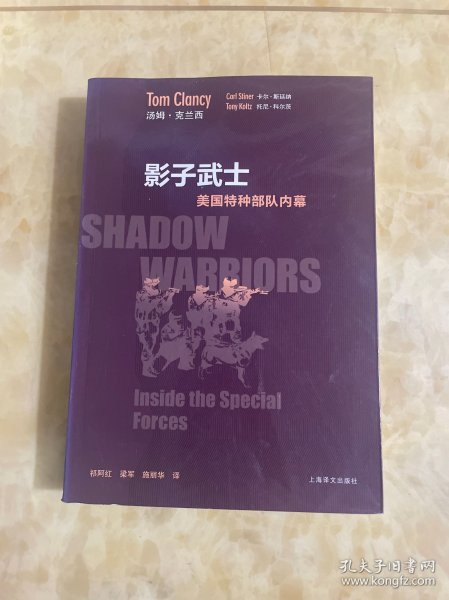 Tom Clancy
汤姆·克兰西
Carl Stiner 卡尔·斯廷纳
Tony Koltz 托尼·科尔茨
影子武士
美国特种部队内幕
SHADOW
WARRIORS
Inside the Special
Forces
祁阿红 梁军 施丽华 译
上海译文出版社
孔夫子旧书网
www.kongfz.com